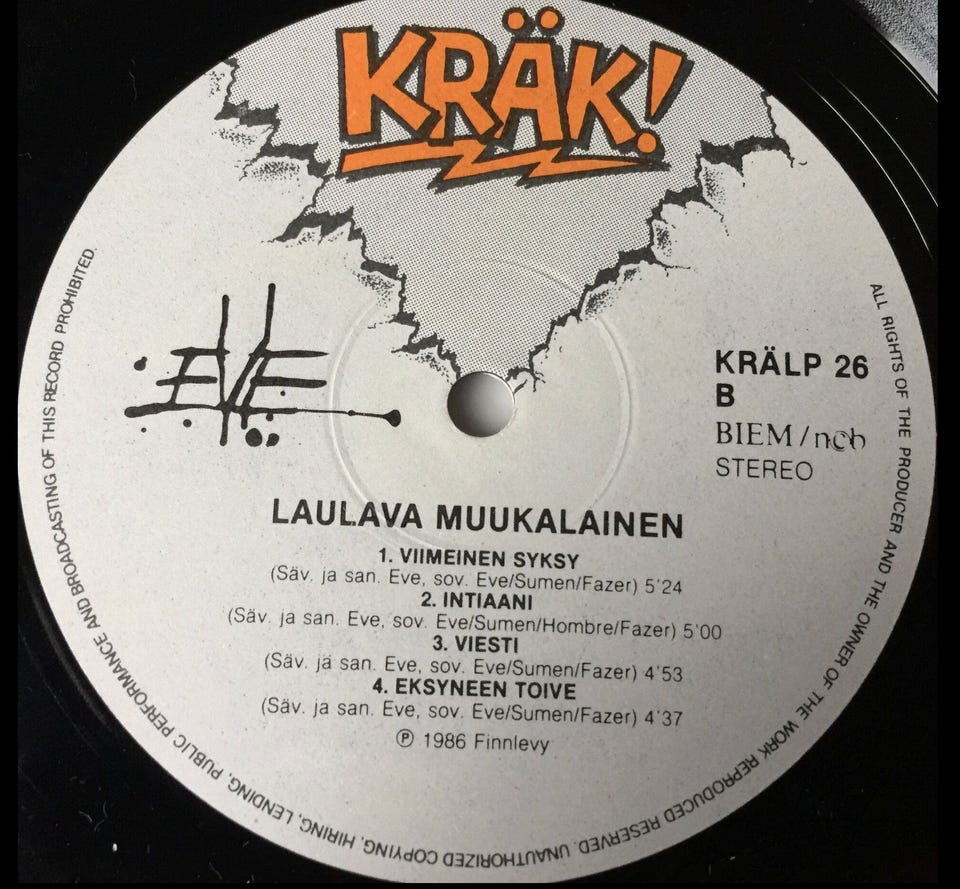 KRÄK!
EVE
KRÄLP 26
B
BIEM/ncb
STEREO
LAULAVA MUUKALAINEN
1. VIIMEINEN SYKSY
(Säv. ja san. Eve, sov. Eve/Sumen/Fazer) 5'24
2. INTIAANI
(Säv. ja san. Eve, sov. Eve/Sumen/Hombre/Fazer) 5'00
3. VIESTI
(Säv. ja san. Eve, sov. Eve/Sumen/Fazer) 4'53
4. EKSYNEEN TOIVE
(Säv. ja san. Eve, sov. Eve/Sumen/Fazer) 4'37
Ⓟ 1986 Finnlevy
ALL RIGHTS OF THE PRODUCER AND THE OWNER OF THE WORK REPRODUCED RESERVED. UNAUTHORIZED COPYING, HIRING, LENDING, PUBLIC PERFORMANCE AND BROADCASTING OF THIS RECORD PROHIBITED.